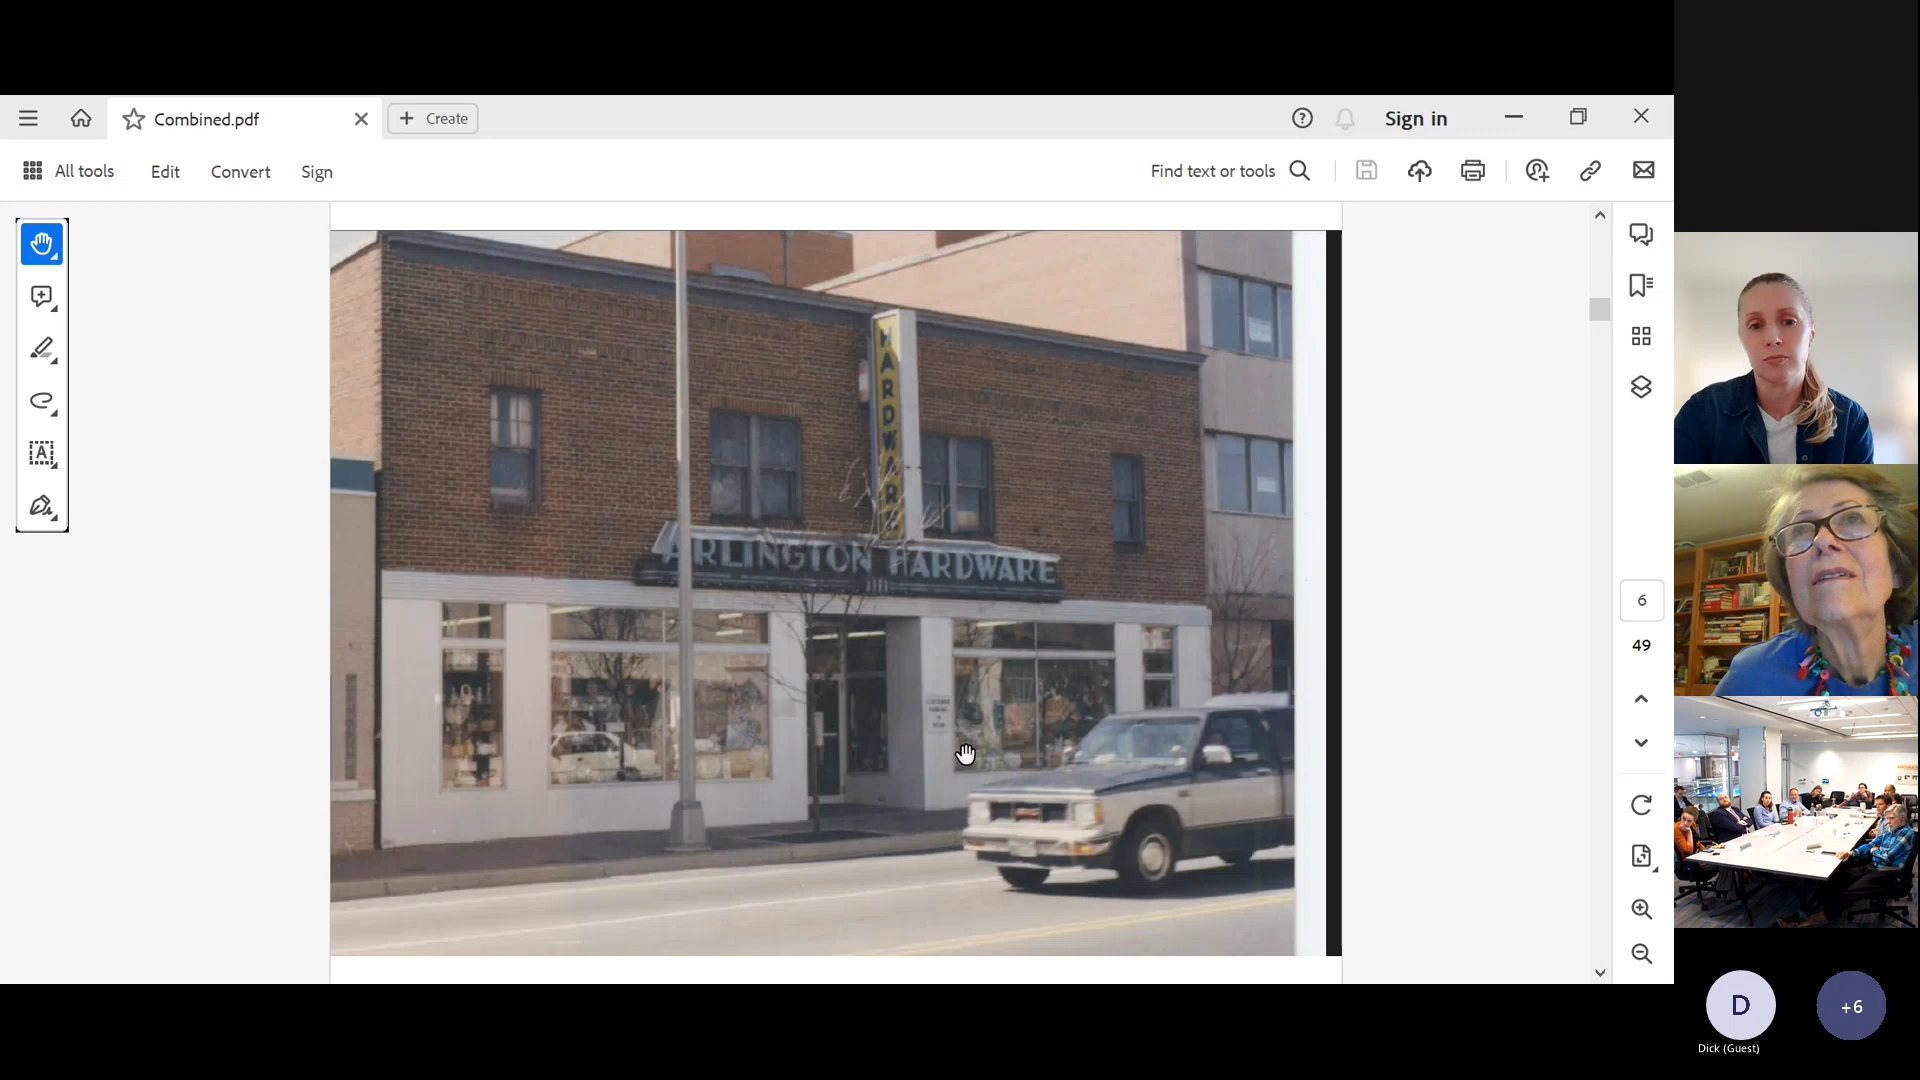 Combined.pdf
Create
Sign in
All tools
Edit
Convert
Sign
Find text or tools
HARDWARE
ARLINGTON HARDWARE
6
49
D
+6
Dick (Guest)